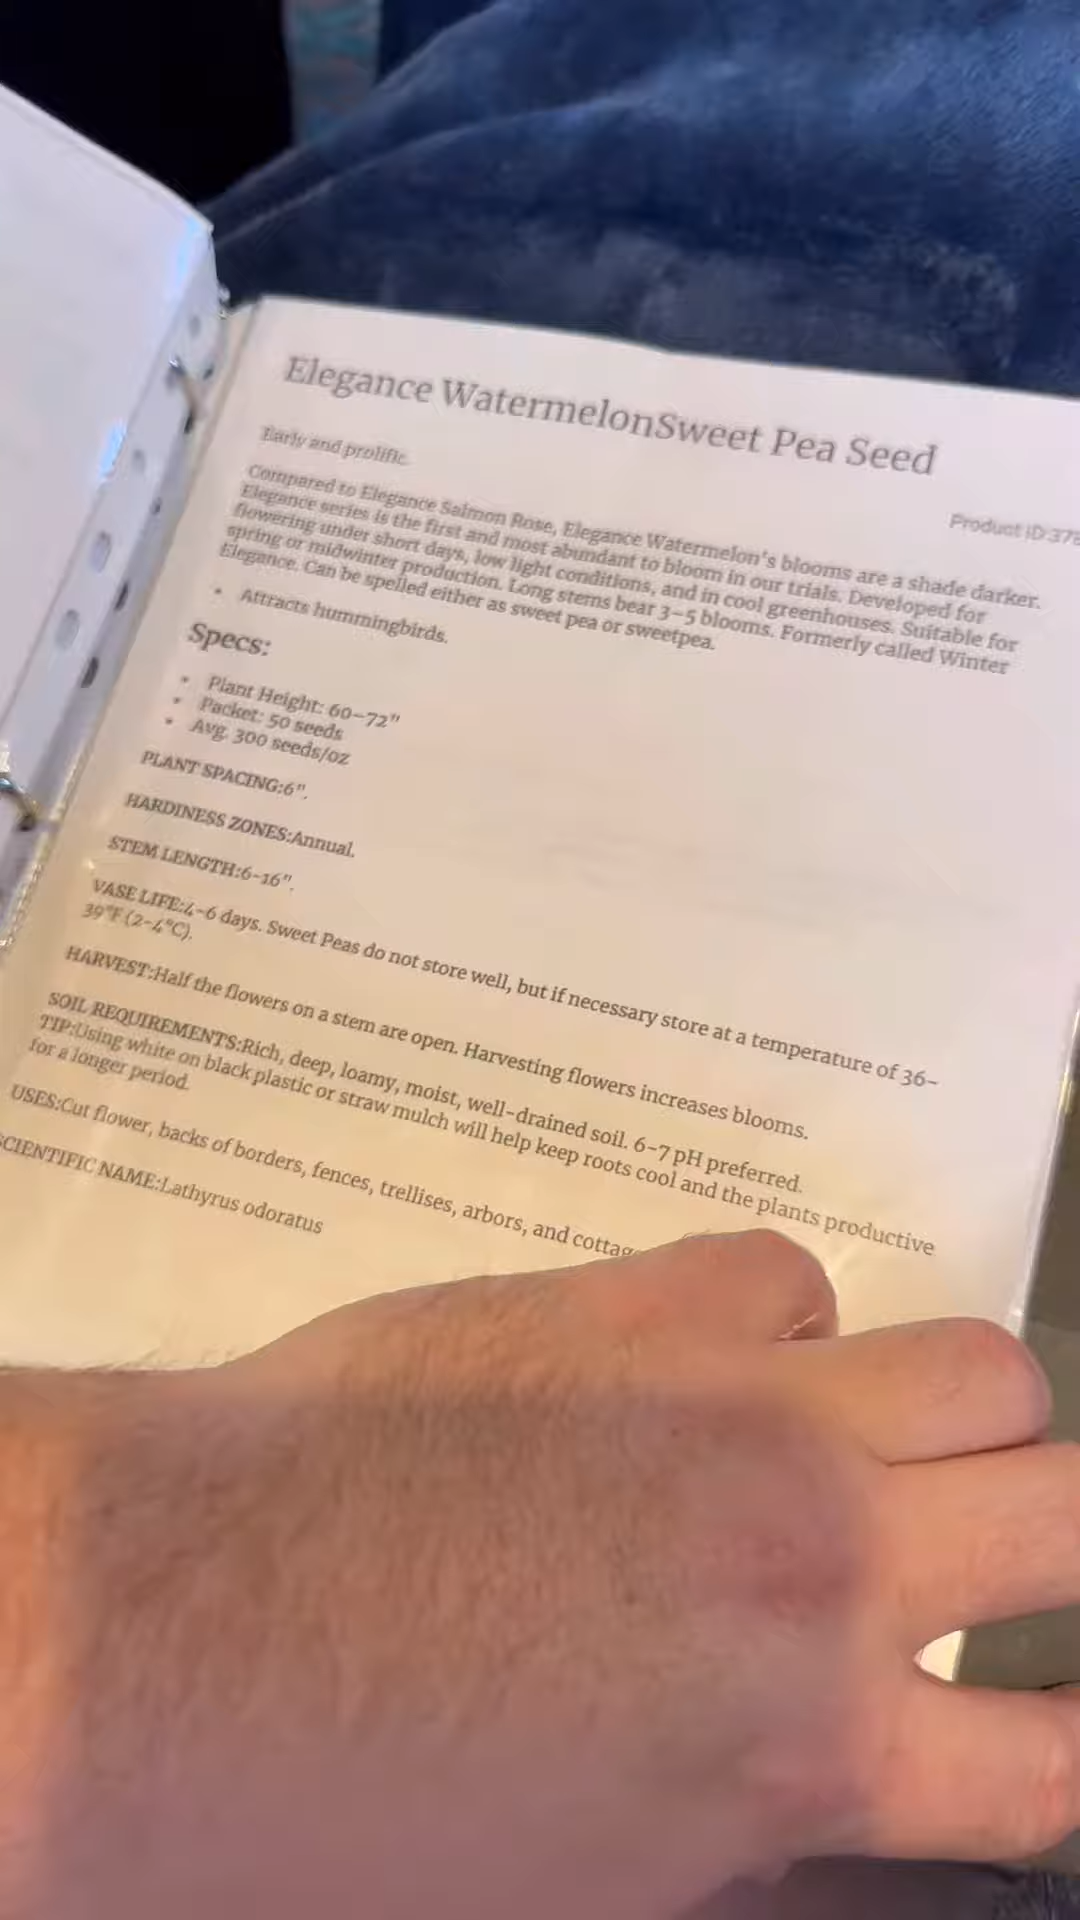 Elegance WatermelonSweet Pea Seed
Early and prolific.
Product ID:378
Compared to Elegance Salmon Rose, Elegance Watermelon's blooms are a shade darker.
Elegance series is the first and most abundant to bloom in our trials. Developed for
flowering under short days, low light conditions, and in cool greenhouses. Suitable for
spring or midwinter production. Long stems bear 3–5 blooms. Formerly called Winter
Elegance. Can be spelled either as sweet pea or sweetpea.
• Attracts hummingbirds.
Specs:
• Plant Height: 60–72"
• Packet: 50 seeds
• Avg. 300 seeds/oz
PLANT SPACING:6".
HARDINESS ZONES:Annual.
STEM LENGTH:6-16".
VASE LIFE:4-6 days. Sweet Peas do not store well, but if necessary store at a temperature of 36–
39°F (2-4°C).
HARVEST:Half the flowers on a stem are open. Harvesting flowers increases blooms.
SOIL REQUIREMENTS:Rich, deep, loamy, moist, well-drained soil. 6-7 pH preferred.
TIP:Using white on black plastic or straw mulch will help keep roots cool and the plants productive
for a longer period.
USES:Cut flower, backs of borders, fences, trellises, arbors, and cottag
SCIENTIFIC NAME:Lathyrus odoratus